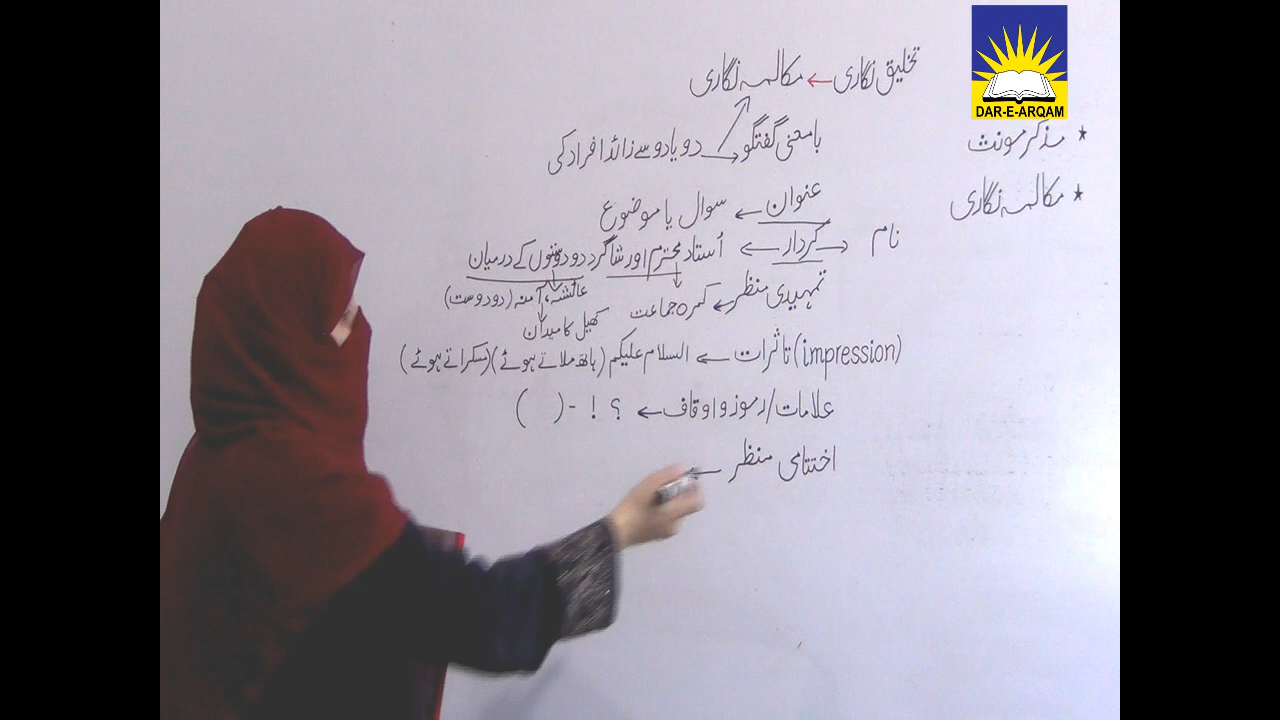 DAR-E-ARQAM
* مذکر مونث
* مکالمہ نگاری
تخلیق نگاری ← مکالمہ نگاری
بامعنی گفتگو ← دو یا دو سے زائد افراد کی
عنوان ← سوال یا موضوع
نام ← کردار → اُستاد محترم اور شاگرد دو دوستوں کے درمیان
عائشہ، آمنہ (دو دوست)
تمہیدی منظر ← کمرہ جماعت
کھیل کا میدان
(impression) تاثرات ← السلام علیکم (ہاتھ ملاتے ہوئے) (مسکراتے ہوئے)
علامات/رموز و اوقاف ← ؟ ! - ( )
اختتامی منظر ←